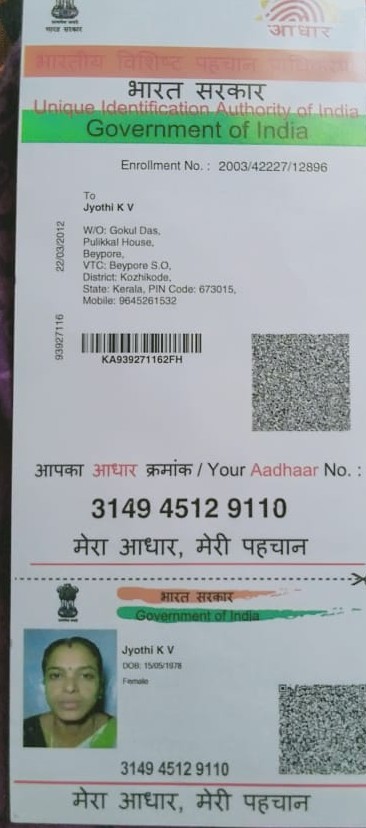 भारत सरकार
आधार
भारतीय विशिष्ट पहचान प्राधिकरण
भारत सरकार
Unique Identification Authority of India
Government of India
Enrollment No. : 2003/42227/12896
To
Jyothi K V
W/O: Gokul Das,
Pulikkal House,
Beypore,
VTC: Beypore S.O,
District: Kozhikode,
State: Kerala, PIN Code: 673015,
Mobile: 9645261532
22/03/2012
93927116
KA939271162FH
आपका आधार क्रमांक / Your Aadhaar No. :
3149 4512 9110
मेरा आधार, मेरी पहचान
भारत सरकार
Government of India
Jyothi K V
DOB: 15/05/1978
Female
3149 4512 9110
मेरा आधार, मेरी पहचान